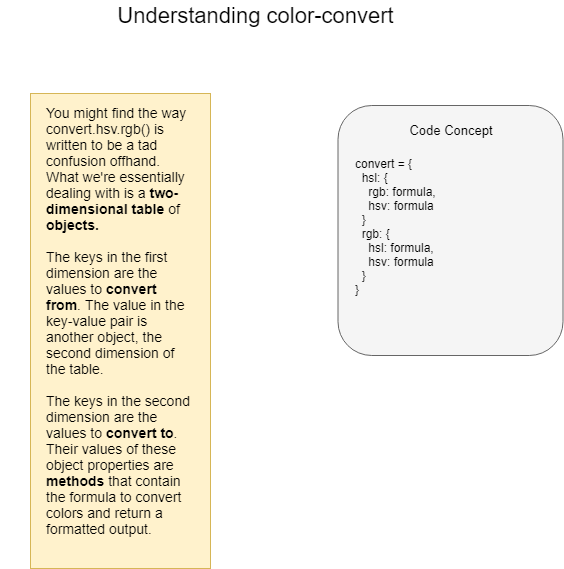 Understanding color-convert
You might find the way
convert.hsv.rgb() is
written to be a tad
confusion offhand.
What we're essentially
dealing with is a two-
dimensional table of
objects.
The keys in the first
dimension are the
values to convert
from. The value in the
key-value pair is
another object, the
second dimension of
the table.
The keys in the second
dimension are the
values to convert to.
Their values of these
object properties are
methods that contain
the formula to convert
colors and return a
formatted output.
Code Concept
convert = {
hsl: {
rgb: formula,
hsv: formula
}
rgb: {
hsl: formula,
hsv: formula
}
}